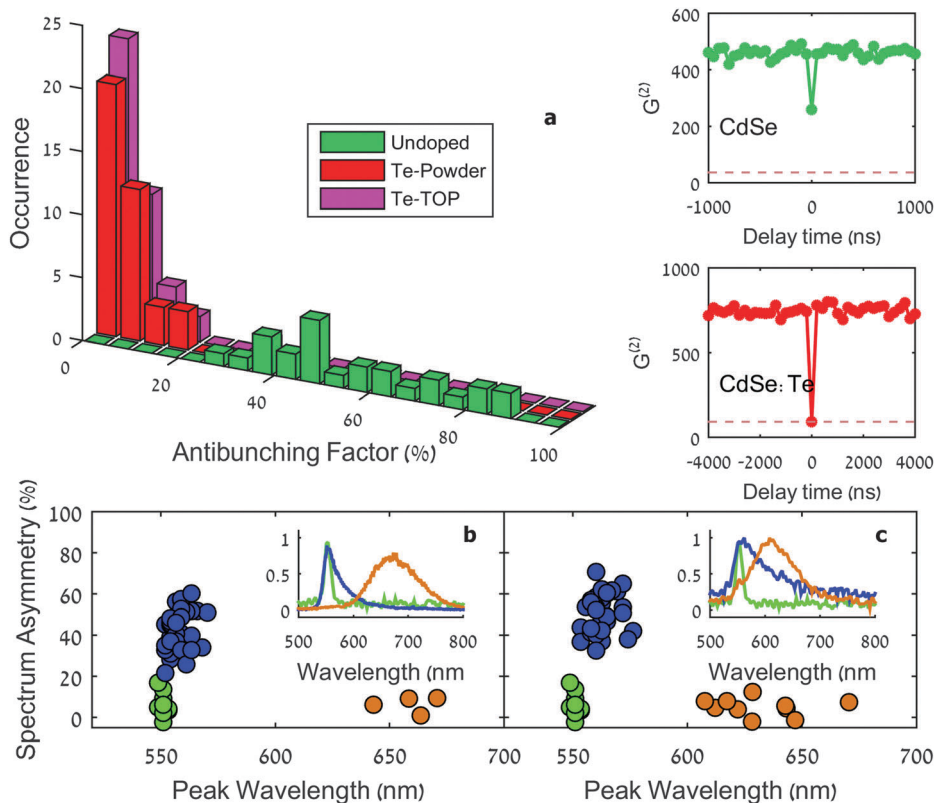 25
20
15
10
5
0
Occurrence
0
20
40
60
80
100
Antibunching Factor (%)
Undoped
Te-Powder
Te-TOP
a
600
400
200
0
G(2)
CdSe
-1000
0
1000
Delay time (ns)
1000
500
0
G(2)
CdSe:Te
-4000
-2000
0
2000
4000
Delay time (ns)
Spectrum Asymmetry (%)
100
80
60
40
20
0
b
1
0.5
0
500
600
700
800
Wavelength (nm
550
600
650
700
Peak Wavelength (nm)
c
1
0.5
0
500
600
700
800
Wavelength (nm
550
600
650
700
Peak Wavelength (nm)